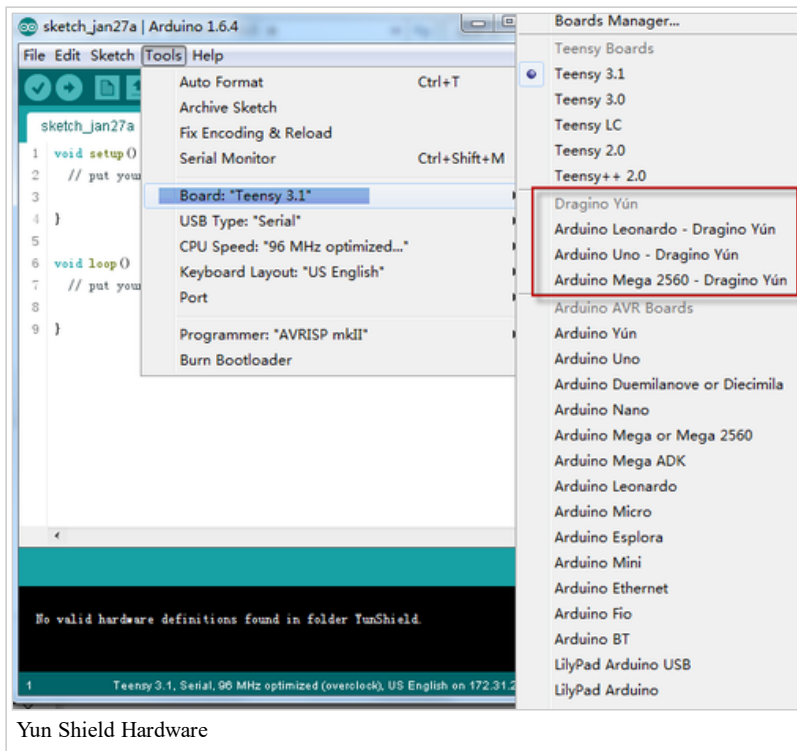 sketch_jan27a | Arduino 1.6.4
File Edit Sketch Tools Help
sketch_jan27a
1 void setup()
2 // put your
3
4 }
5
6 void loop()
7 // put your
8
9 }
Auto Format Ctrl+T
Archive Sketch
Fix Encoding & Reload
Serial Monitor Ctrl+Shift+M
Board: "Teensy 3.1"
USB Type: "Serial"
CPU Speed: "96 MHz optimized..."
Keyboard Layout: "US English"
Port
Programmer: "AVRISP mkII"
Burn Bootloader
Boards Manager...
Teensy Boards
Teensy 3.1
Teensy 3.0
Teensy LC
Teensy 2.0
Teensy++ 2.0
Dragino Yún
Arduino Leonardo - Dragino Yún
Arduino Uno - Dragino Yún
Arduino Mega 2560 - Dragino Yún
Arduino AVR Boards
Arduino Yún
Arduino Uno
Arduino Duemilanove or Diecimila
Arduino Nano
Arduino Mega or Mega 2560
Arduino Mega ADK
Arduino Leonardo
Arduino Micro
Arduino Esplora
Arduino Mini
Arduino Ethernet
Arduino Fio
Arduino BT
LilyPad Arduino USB
LilyPad Arduino
No valid hardware definitions found in folder YunShield.
1 Teensy 3.1, Serial, 96 MHz optimized (overclock), US English on 172.31.2
Yun Shield Hardware